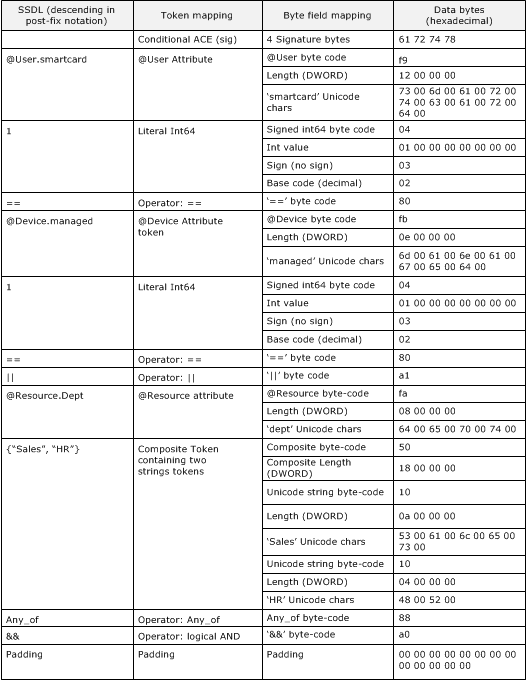 SSDL (descending in post-fix notation) Token mapping Byte field mapping Data bytes (hexadecimal)
Conditional ACE (sig) 4 Signature bytes 61 72 74 78
@User.smartcard @User Attribute @User byte code f9
Length (DWORD) 12 00 00 00
‘smartcard’ Unicode chars 73 00 6d 00 61 00 72 00 74 00 63 00 61 00 72 00 64 00
1 Literal Int64 Signed int64 byte code 04
Int value 01 00 00 00 00 00 00 00
Sign (no sign) 03
Base code (decimal) 02
== Operator: == ‘==’ byte code 80
@Device.managed @Device Attribute token @Device byte code fb
Length (DWORD) 0e 00 00 00
‘managed’ Unicode chars 6d 00 61 00 6e 00 61 00 67 00 65 00 64 00
1 Literal Int64 Signed int64 byte code 04
Int value 01 00 00 00 00 00 00 00
Sign (no sign) 03
Base code (decimal) 02
== Operator: == ‘==’ byte code 80
|| Operator: || ‘||’ byte code a1
@Resource.Dept @Resource attribute @Resource byte-code fa
Length (DWORD) 08 00 00 00
‘dept’ Unicode chars 64 00 65 00 70 00 74 00
{“Sales”, “HR”} Composite Token containing two strings tokens Composite byte-code 50
Composite Length (DWORD) 18 00 00 00
Unicode string byte-code 10
Length (DWORD) 0a 00 00 00
‘Sales’ Unicode chars 53 00 61 00 6c 00 65 00 73 00
Unicode string byte-code 10
Length (DWORD) 04 00 00 00
‘HR’ Unicode chars 48 00 52 00
Any_of Operator: Any_of Any_of byte-code 88
&& Operator: logical AND ‘&&’ byte-code a0
Padding Padding Padding 00 00 00 00 00 00 00 00 00 00 00 00 00